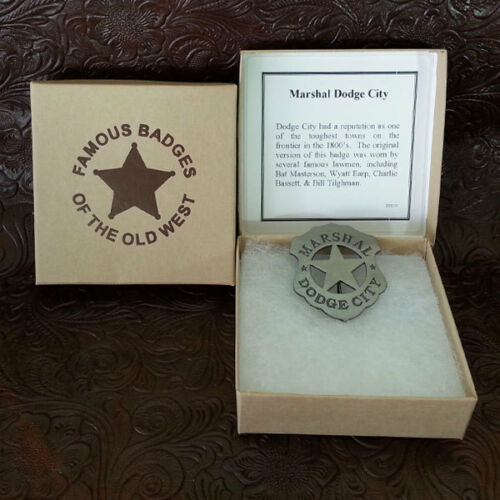 FAMOUS BADGES
OF THE OLD WEST
Marshal Dodge City
Dodge City had a reputation as one
of the toughest towns on the
frontier in the 1800's. The original
version of this badge was worn by
several famous lawmen, including
Bat Masterson, Wyatt Earp, Charlie
Bassett, & Bill Tilghman.
MARSHAL
DODGE CITY